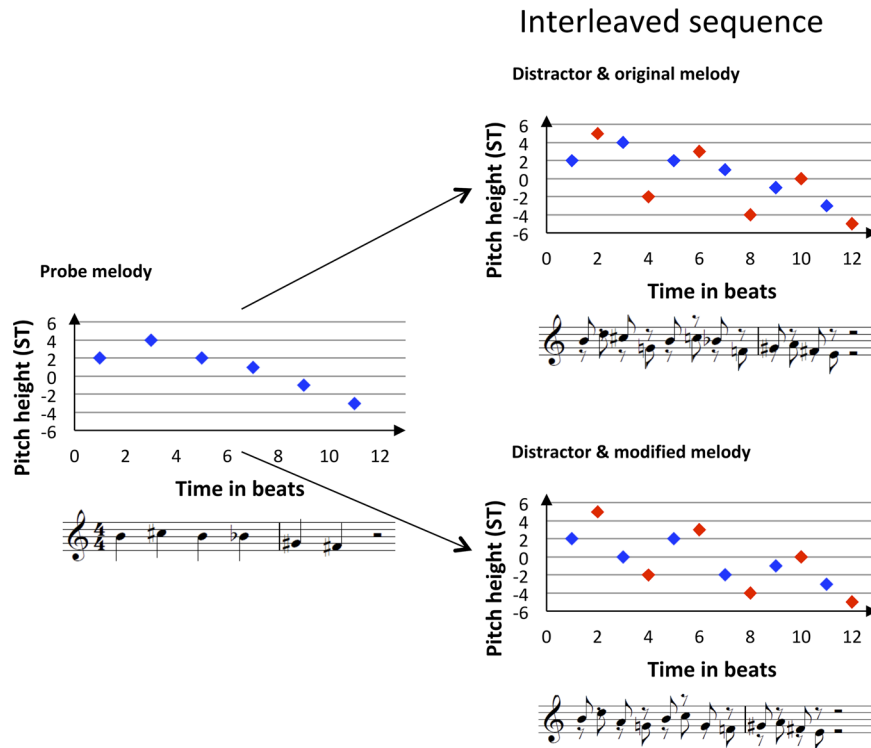 Interleaved sequence
Distractor & original melody
Pitch height (ST)
6
4
2
0
-2
-4
-6
0 2 4 6 8 10 12
Time in beats
Probe melody
Pitch height (ST)
6
4
2
0
-2
-4
-6
0 2 4 6 8 10 12
Time in beats
4
4
Distractor & modified melody
Pitch height (ST)
6
4
2
0
-2
-4
-6
0 2 4 6 8 10 12
Time in beats